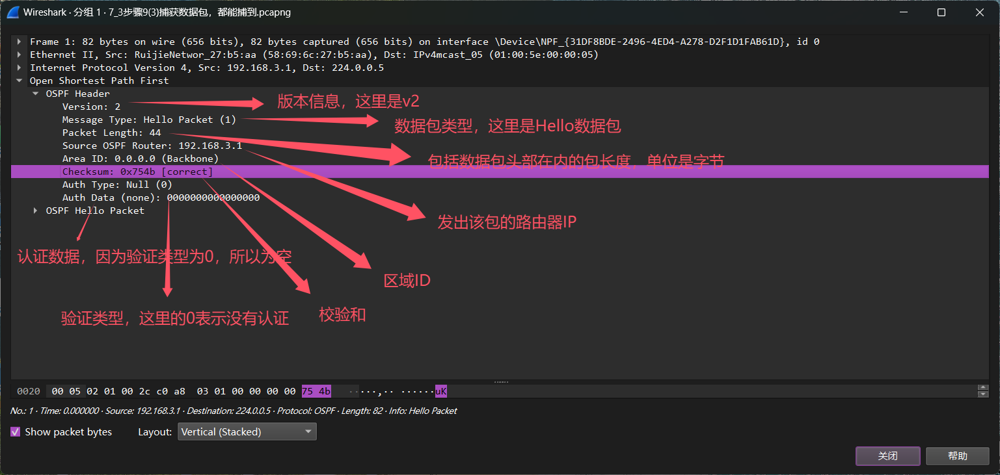 Wireshark · 分组 1 · 7_3步骤9(3)捕获数据包，都能捕到.pcapng
Frame 1: 82 bytes on wire (656 bits), 82 bytes captured (656 bits) on interface \Device\NPF_{31DF8BDE-2496-4ED4-A278-D2F1D1FAB61D}, id 0
Ethernet II, Src: RuijieNetwor_27:b5:aa (58:69:6c:27:b5:aa), Dst: IPv4mcast_05 (01:00:5e:00:00:05)
Internet Protocol Version 4, Src: 192.168.3.1, Dst: 224.0.0.5
Open Shortest Path First
OSPF Header
Version: 2
版本信息，这里是v2
Message Type: Hello Packet (1)
数据包类型，这里是Hello数据包
Packet Length: 44
Source OSPF Router: 192.168.3.1
Area ID: 0.0.0.0 (Backbone)
包括数据包头部在内的包长度，单位是字节
Checksum: 0x754b [correct]
Auth Type: Null (0)
Auth Data (none): 0000000000000000
OSPF Hello Packet
发出该包的路由器IP
认证数据，因为验证类型为0，所以为空
区域ID
验证类型，这里的0表示没有认证
校验和
0020 00 05 02 01 00 2c c0 a8 03 01 00 00 00 00 75 4b ·····,·· ······uK
No.: 1 · Time: 0.000000 · Source: 192.168.3.1 · Destination: 224.0.0.5 · Protocol: OSPF · Length: 82 · Info: Hello Packet
Show packet bytes Layout: Vertical (Stacked)
关闭 帮助